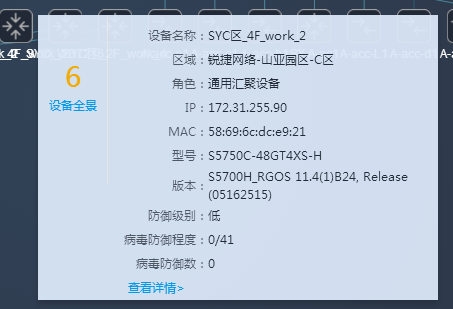 6
设备全景
设备名称：SYC区_4F_work_2
区域：锐捷网络-山亚园区-C区
角色：通用汇聚设备
IP：172.31.255.90
MAC：58:69:6c:dc:e9:21
型号：S5750C-48GT4XS-H
版本：S5700H_RGOS 11.4(1)B24, Release
(05162515)
防御级别：低
病毒防御程度：0/41
病毒防御数：0
查看详情>